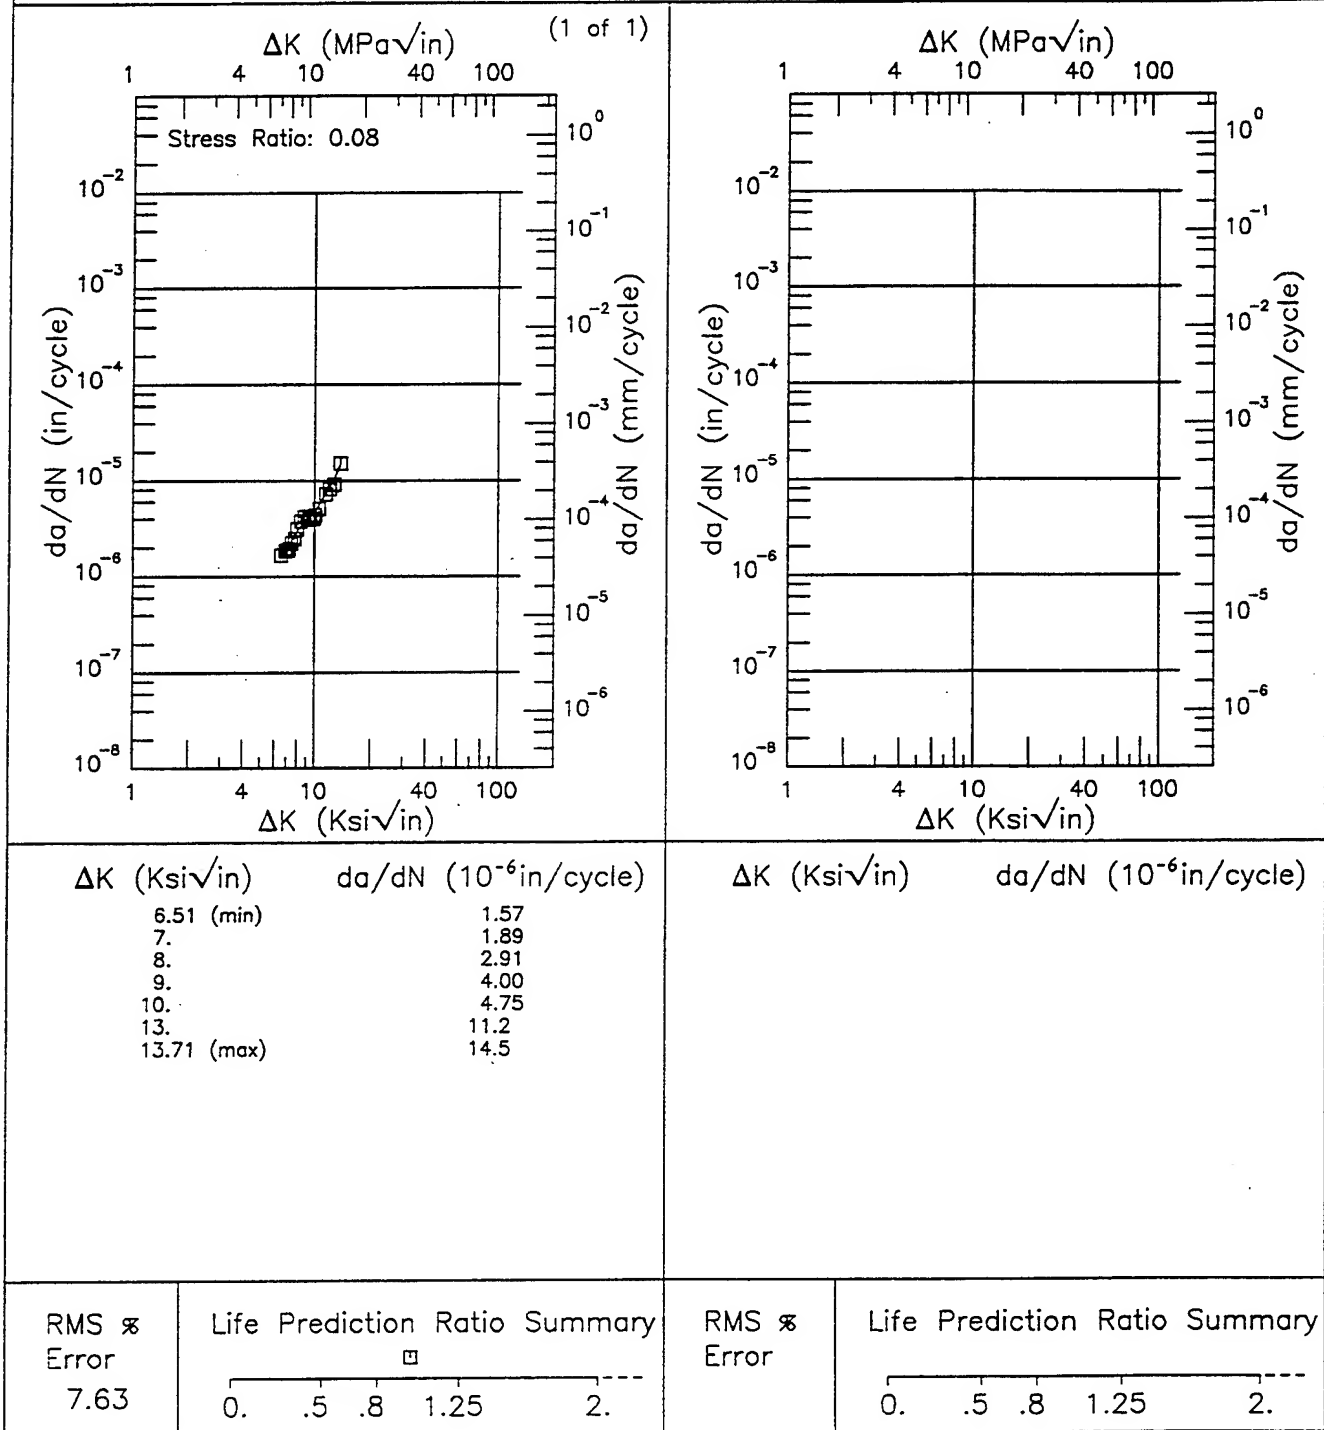 (1 of 1)
ΔK (MPa√in)
1 4 10 40 100
Stress Ratio: 0.08
da/dN (in/cycle)
10⁻²
10⁻³
10⁻⁴
10⁻⁵
10⁻⁶
10⁻⁷
10⁻⁸
10⁰
10⁻¹
10⁻²
10⁻³
10⁻⁴
10⁻⁵
10⁻⁶
da/dN (mm/cycle)
1 4 10 40 100
ΔK (Ksi√in)
ΔK (MPa√in)
1 4 10 40 100
da/dN (in/cycle)
10⁻²
10⁻³
10⁻⁴
10⁻⁵
10⁻⁶
10⁻⁷
10⁻⁸
10⁰
10⁻¹
10⁻²
10⁻³
10⁻⁴
10⁻⁵
10⁻⁶
da/dN (mm/cycle)
1 4 10 40 100
ΔK (Ksi√in)
ΔK (Ksi√in) da/dN (10⁻⁶in/cycle)
6.51 (min) 1.57
7. 1.89
8. 2.91
9. 4.00
10. 4.75
13. 11.2
13.71 (max) 14.5
ΔK (Ksi√in) da/dN (10⁻⁶in/cycle)
RMS %
Error
7.63
Life Prediction Ratio Summary
0. .5 .8 1.25 2.
RMS %
Error
Life Prediction Ratio Summary
0. .5 .8 1.25 2.